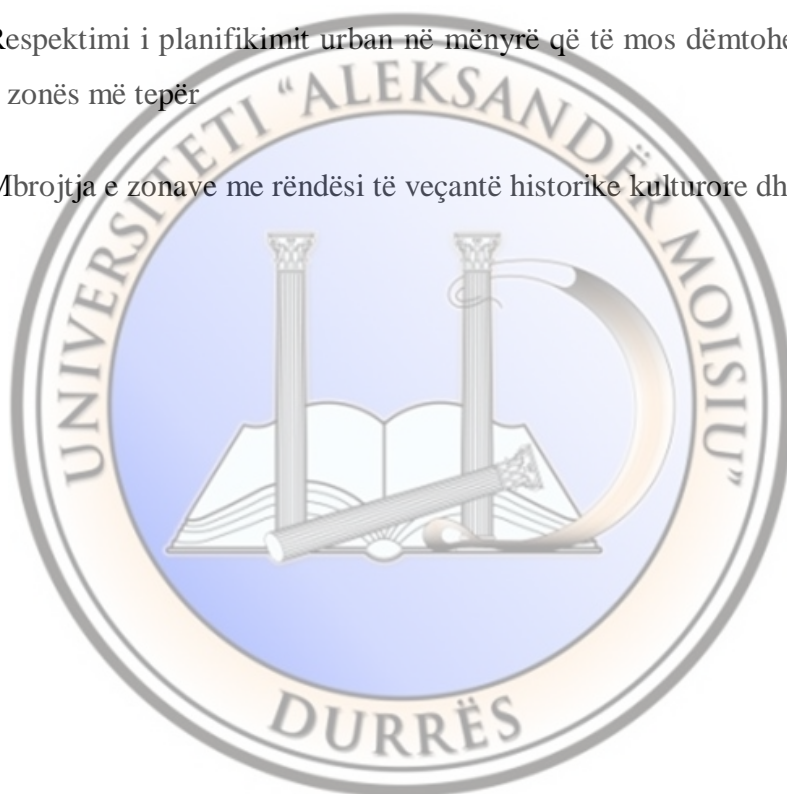 Respektimi i planifikimit urban në mënyrë që të mos dëmtohe
zonës më tepër
Mbrojtja e zonave me rëndësi të veçantë historike kulturore dh
UNIVERSITETI "ALEKSANDËR MOISIU"
DURRËS